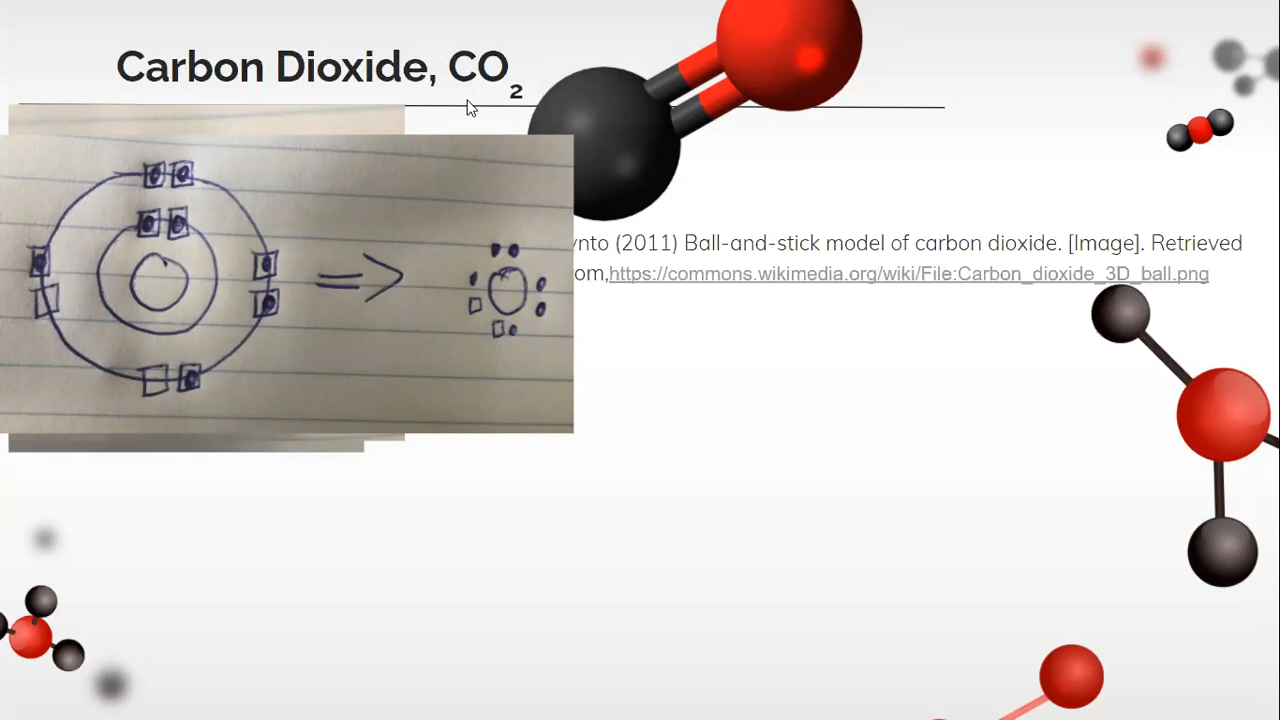 Carbon Dioxide, CO2
ynto (2011) Ball-and-stick model of carbon dioxide. [Image]. Retrieved
om,https://commons.wikimedia.org/wiki/File:Carbon_dioxide_3D_ball.png